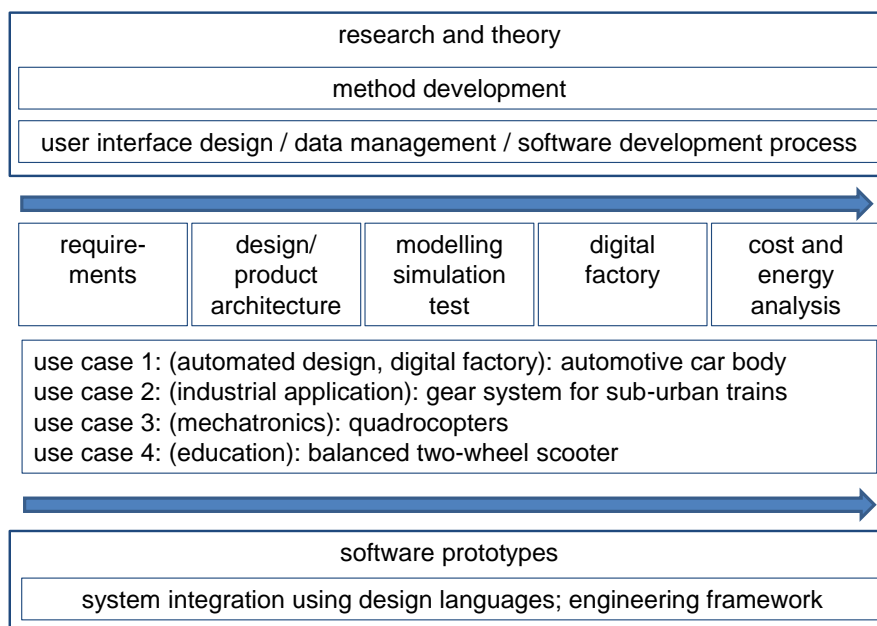 research and theory
method development
user interface design / data management / software development process
require-
ments
design/
product
architecture
modelling
simulation
test
digital
factory
cost and
energy
analysis
use case 1: (automated design, digital factory): automotive car body
use case 2: (industrial application): gear system for sub-urban trains
use case 3: (mechatronics): quadrocopters
use case 4: (education): balanced two-wheel scooter
software prototypes
system integration using design languages; engineering framework